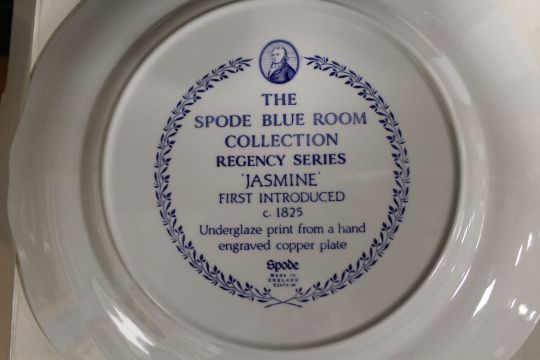 THE
SPODE BLUE ROOM
COLLECTION
REGENCY SERIES
'JASMINE'
FIRST INTRODUCED
c. 1825
Underglaze print from a hand
engraved copper plate
Spode
Made in
ENGLAND